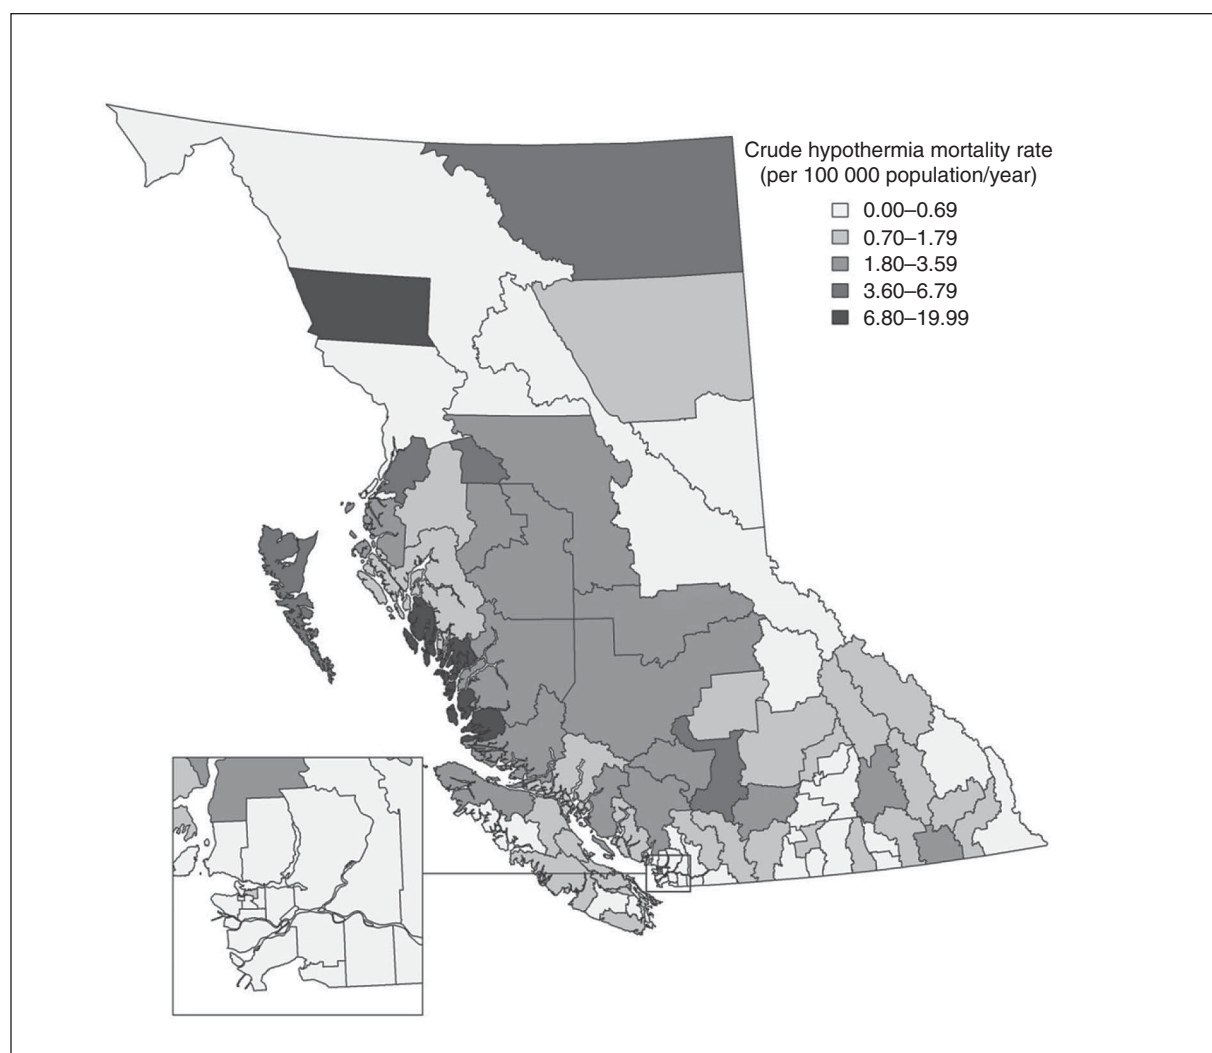 Crude hypothermia mortality rate
(per 100 000 population/year)
0.00–0.69
0.70–1.79
1.80–3.59
3.60–6.79
6.80–19.99